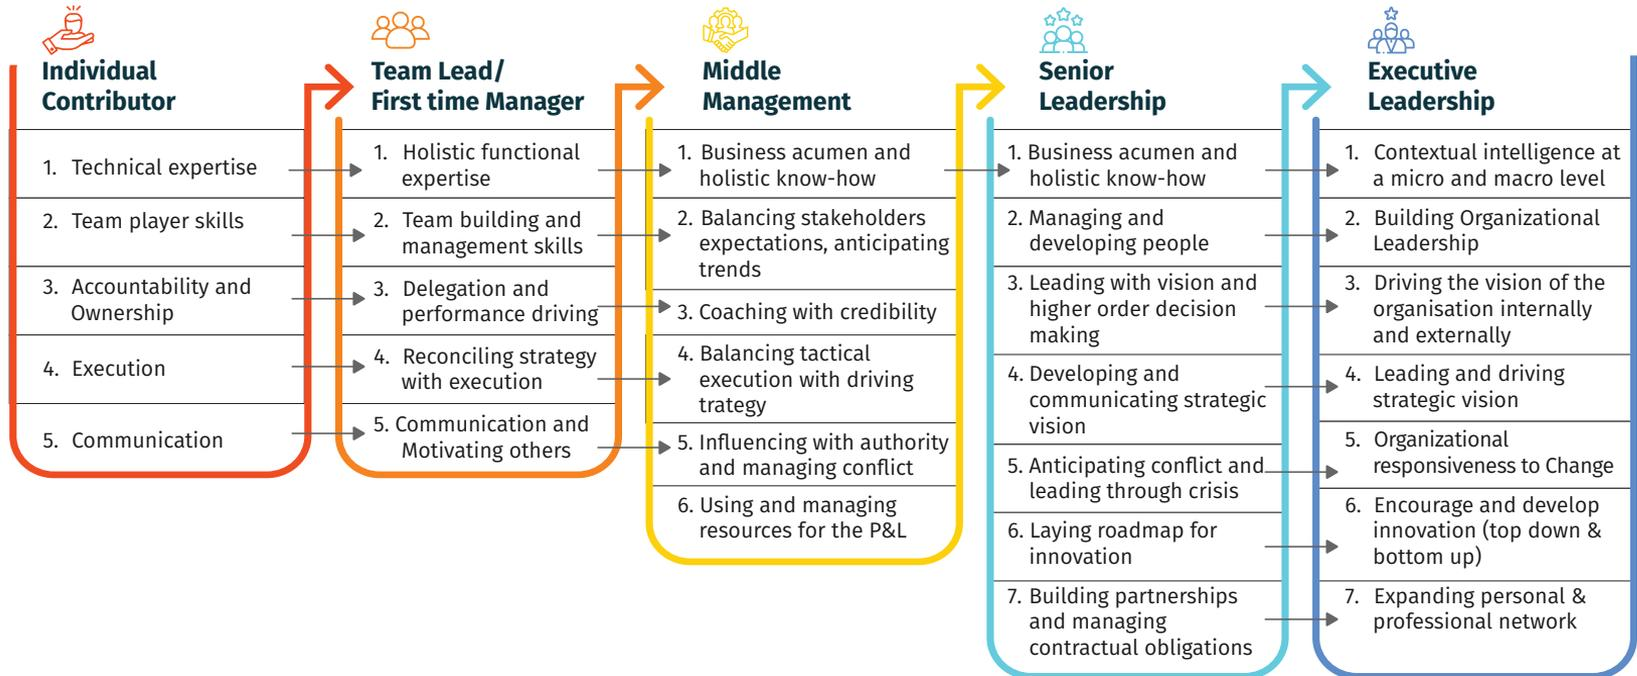 Individual
Contributor
1. Technical expertise
2. Team player skills
3. Accountability and
Ownership
4. Execution
5. Communication
Team Lead/
First time Manager
1. Holistic functional
expertise
2. Team building and
management skills
3. Delegation and
performance driving
4. Reconciling strategy
with execution
5. Communication and
Motivating others
Middle
Management
1. Business acumen and
holistic know-how
2. Balancing stakeholders
expectations, anticipating
trends
3. Coaching with credibility
4. Balancing tactical
execution with driving
trategy
5. Influencing with authority
and managing conflict
6. Using and managing
resources for the P&L
Senior
Leadership
1. Business acumen and
holistic know-how
2. Managing and
developing people
3. Leading with vision and
higher order decision
making
4. Developing and
communicating strategic
vision
5. Anticipating conflict and
leading through crisis
6. Laying roadmap for
innovation
7. Building partnerships
and managing
contractual obligations
Executive
Leadership
1. Contextual intelligence at
a micro and macro level
2. Building Organizational
Leadership
3. Driving the vision of the
organisation internally
and externally
4. Leading and driving
strategic vision
5. Organizational
responsiveness to Change
6. Encourage and develop
innovation (top down &
bottom up)
7. Expanding personal &
professional network